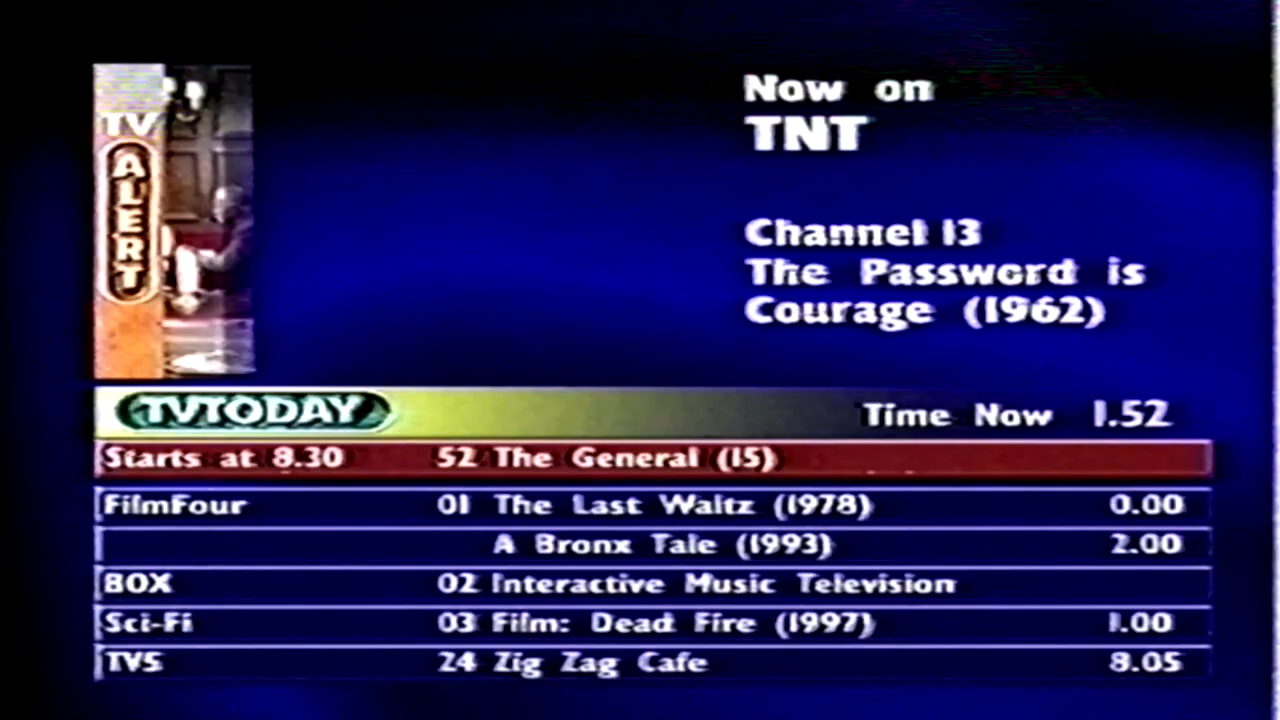 TV
ALERT
Now on
TNT
Channel 13
The Password is
Courage (1962)
TVTODAY
Time Now 1.52
Starts at 8.30 52 The General (15)
FilmFour 01 The Last Waltz (1978) 0.00
A Bronx Tale (1993) 2.00
BOX 02 Interactive Music Television
Sci-Fi 03 Film: Dead Fire (1997) 1.00
TV5 24 Zig Zag Cafe 8.05